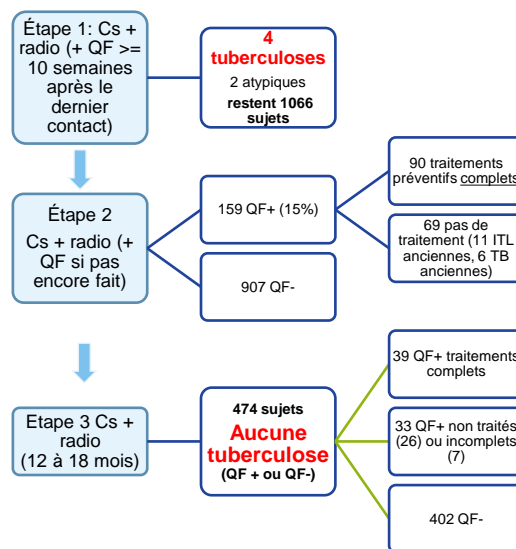 Étape 1: Cs +
radio (+ QF >=
10 semaines
après le
dernier
contact)
4
tuberculoses
2 atypiques
restent 1066
sujets
Étape 2
Cs + radio (+
QF si pas
encore fait)
159 QF+ (15%)
907 QF-
90 traitements
préventifs complets
69 pas de
traitement (11 ITL
anciennes, 6 TB
anciennes)
Etape 3 Cs +
radio
(12 à 18 mois)
474 sujets
Aucune
tuberculose
(QF + ou QF-)
39 QF+ traitements
complets
33 QF+ non traités
(26) ou incomplets
(7)
402 QF-